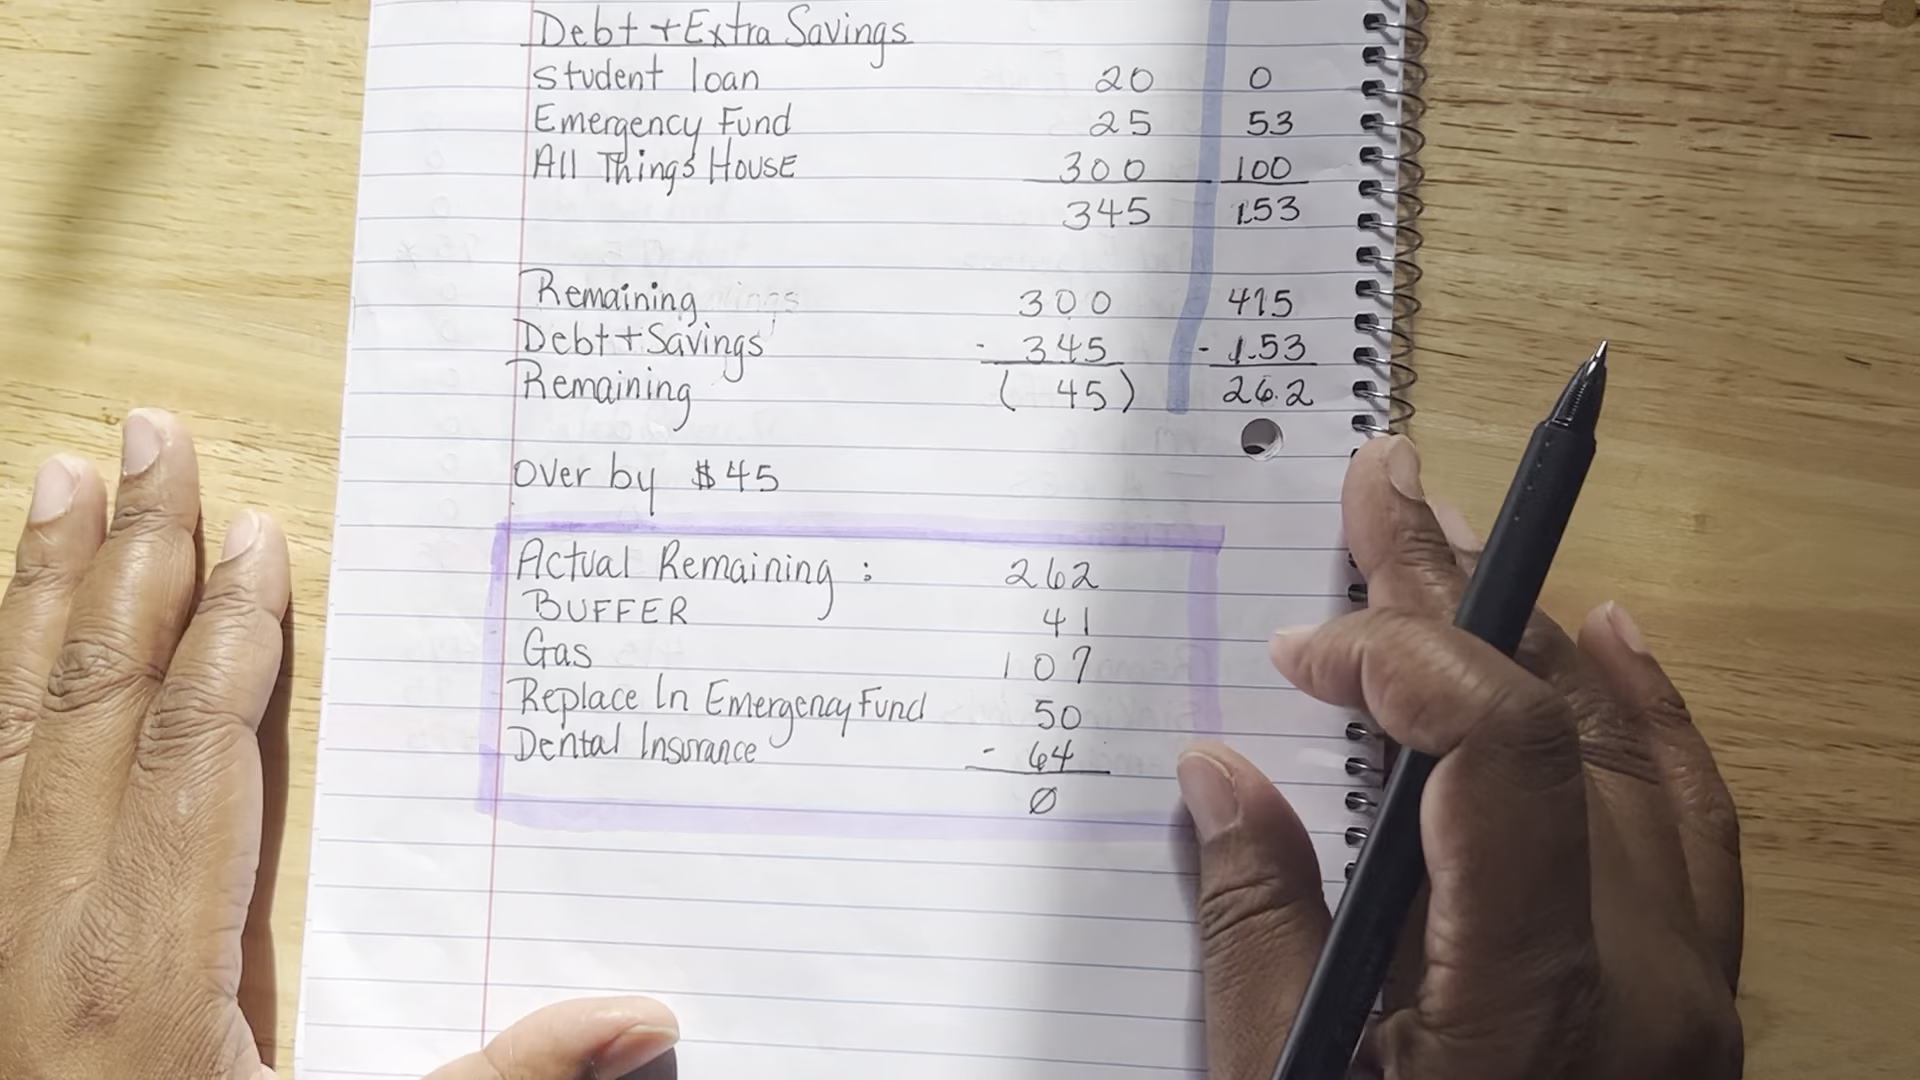 Debt + Extra Savings
Student loan 20 0
Emergency Fund 25 53
All Things House 300 100
345 153
Remaining 300 415
Debt + Savings - 345 - 153
Remaining (45) 262
over by $45
Actual Remaining : 262
BUFFER 41
Gas 107
Replace In Emergency Fund 50
Dental Insurance - 64
Ø